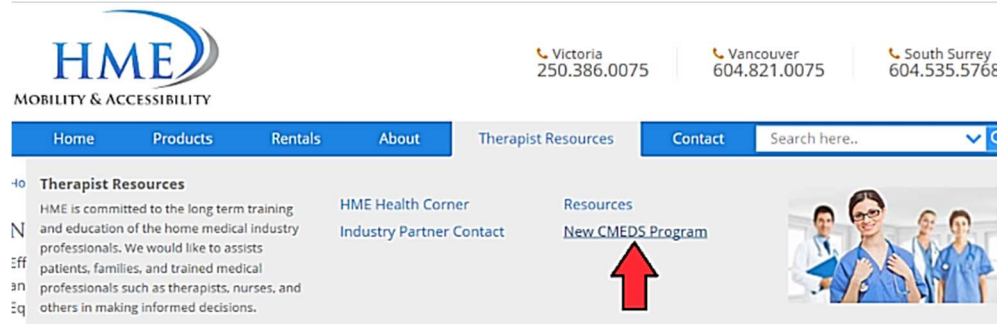 HME
MOBILITY & ACCESSIBILITY
Victoria
250.386.0075
Vancouver
604.821.0075
South Surrey
604.535.5768
Home Products Rentals About Therapist Resources Contact Search here..
Therapist Resources
HME is committed to the long term training
and education of the home medical industry
professionals. We would like to assists
patients, families, and trained medical
professionals such as therapists, nurses, and
others in making informed decisions.
HME Health Corner
Industry Partner Contact
Resources
New CMEDS Program